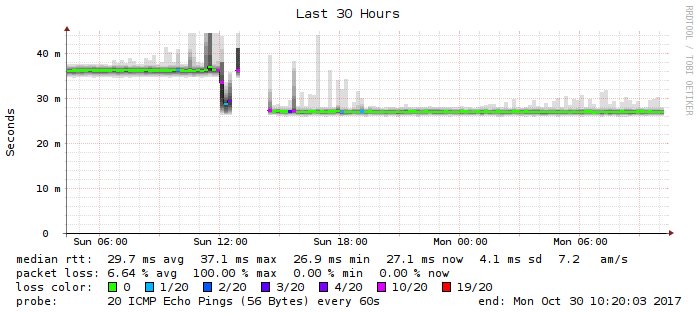 Last 30 Hours
RRDTOOL / TOBI OETIKER
Seconds
40 m
30 m
20 m
10 m
0
Sun 06:00 Sun 12:00 Sun 18:00 Mon 00:00 Mon 06:00
median rtt: 29.7 ms avg 37.1 ms max 26.9 ms min 27.1 ms now 4.1 ms sd 7.2 am/s
packet loss: 6.64 % avg 100.00 % max 0.00 % min 0.00 % now
loss color: 0 1/20 2/20 3/20 4/20 10/20 19/20
probe: 20 ICMP Echo Pings (56 Bytes) every 60s end: Mon Oct 30 10:20:03 2017